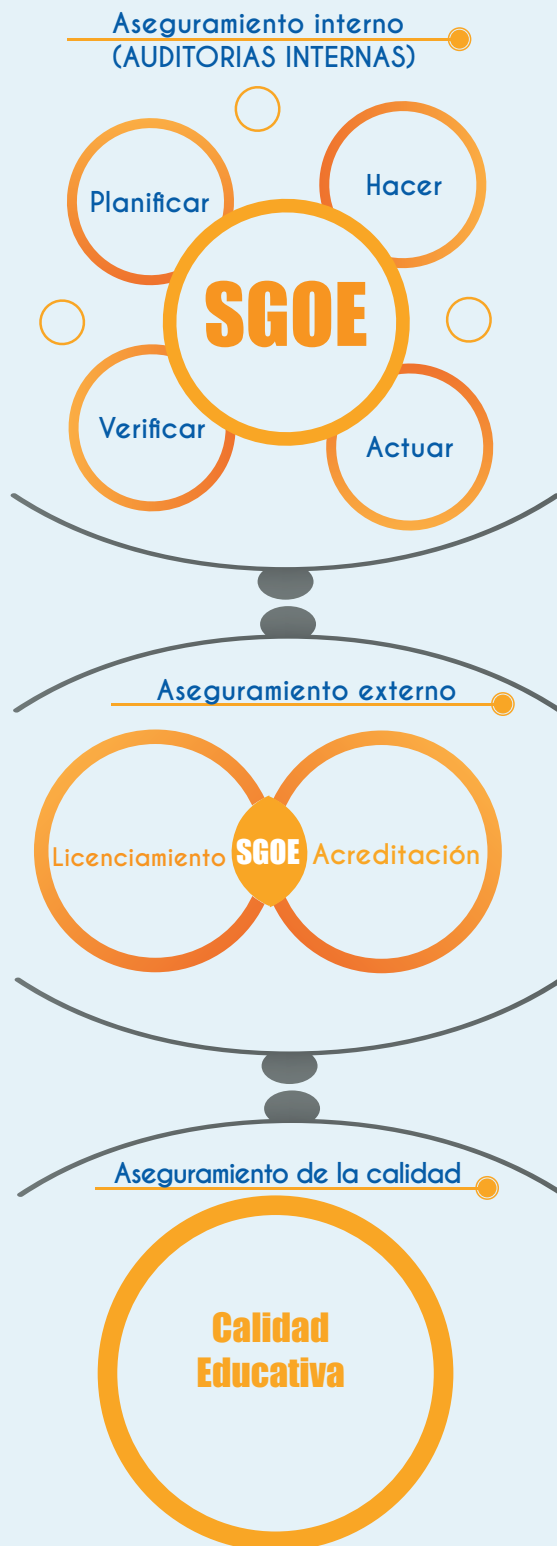 Aseguramiento interno
(AUDITORIAS INTERNAS)
Planificar
Hacer
SGOE
Verificar
Actuar
Aseguramiento externo
Licenciamiento
SGOE
Acreditación
Aseguramiento de la calidad
Calidad
Educativa